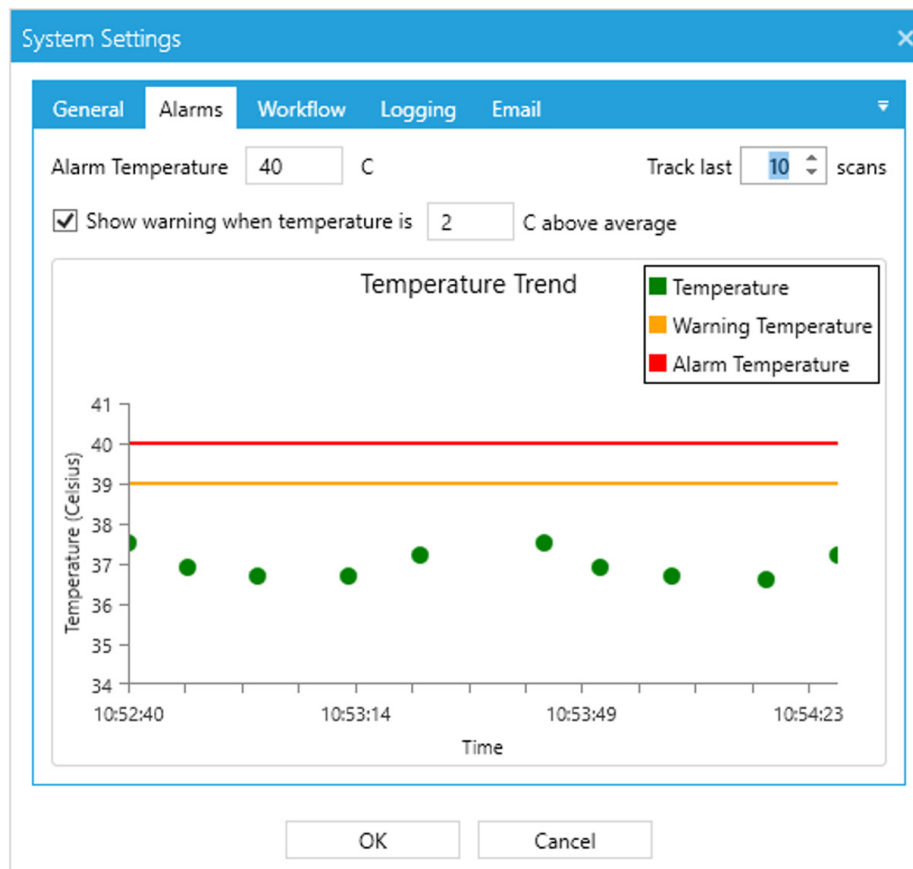 System Settings
General Alarms Workflow Logging Email
Alarm Temperature 40 C Track last 10 scans
Show warning when temperature is 2 C above average
Temperature Trend
Temperature
Warning Temperature
Alarm Temperature
Temperature (Celsius)
41
40
39
38
37
36
35
34
10:52:40 10:53:14 10:53:49 10:54:23
Time
OK Cancel